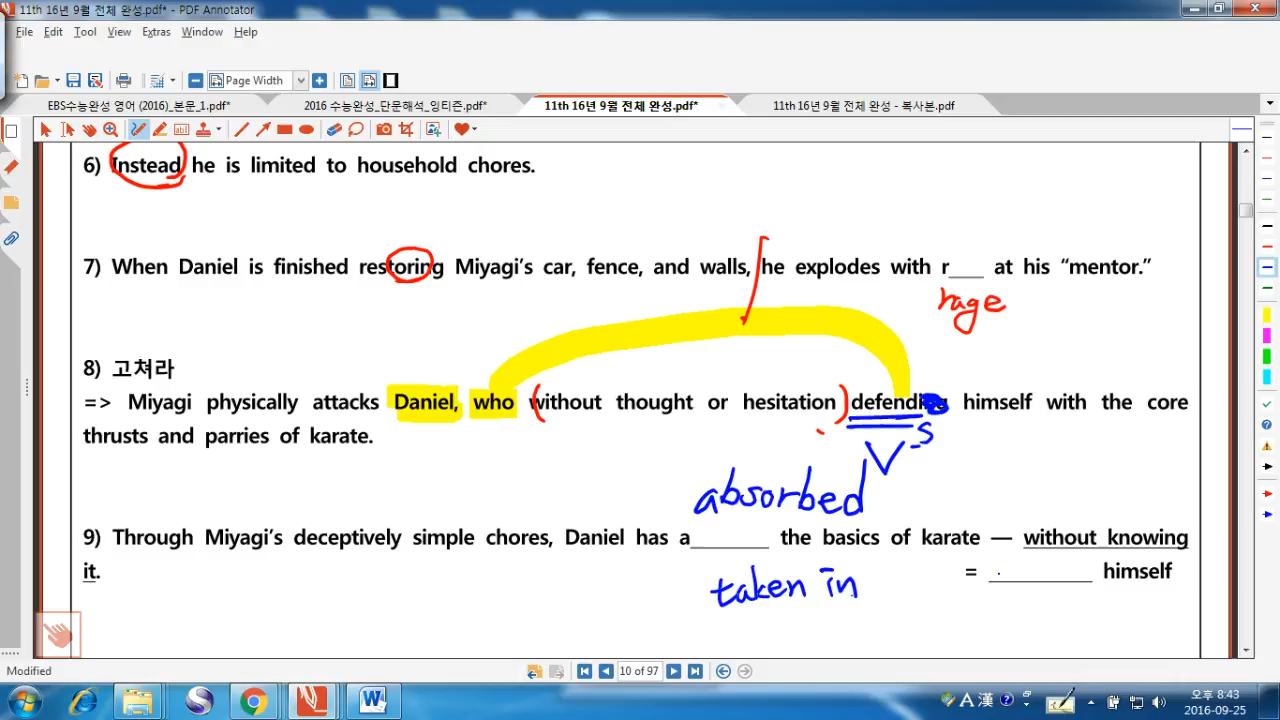 11th 16년 9월 전체 완성.pdf* - PDF Annotator
File Edit Tool View Extras Window Help
Page Width
EBS수능완성 영어 (2016)_본문_1.pdf*
2016 수능완성_단문해석_잉티즌.pdf*
11th 16년 9월 전체 완성.pdf*
11th 16년 9월 전체 완성 - 복사본.pdf
6) Instead he is limited to household chores.
7) When Daniel is finished restoring Miyagi's car, fence, and walls, he explodes with r___ at his “mentor.”
rage
8) 고쳐라
=> Miyagi physically attacks Daniel, who (without thought or hesitation) defending himself with the core
thrusts and parries of karate.
V-s
absorbed
9) Through Miyagi's deceptively simple chores, Daniel has a_______ the basics of karate — without knowing
it. = _________ himself
taken in
Modified
10 of 97
A 漢
오후 8:43
2016-09-25